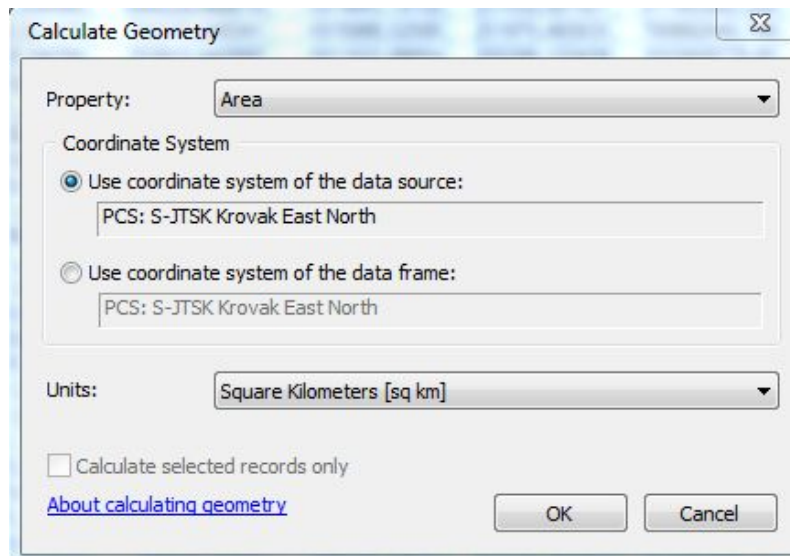 Calculate Geometry
Property: Area
Coordinate System
Use coordinate system of the data source:
PCS: S-JTSK Krovak East North
Use coordinate system of the data frame:
PCS: S-JTSK Krovak East North
Units: Square Kilometers [sq km]
Calculate selected records only
About calculating geometry OK Cancel